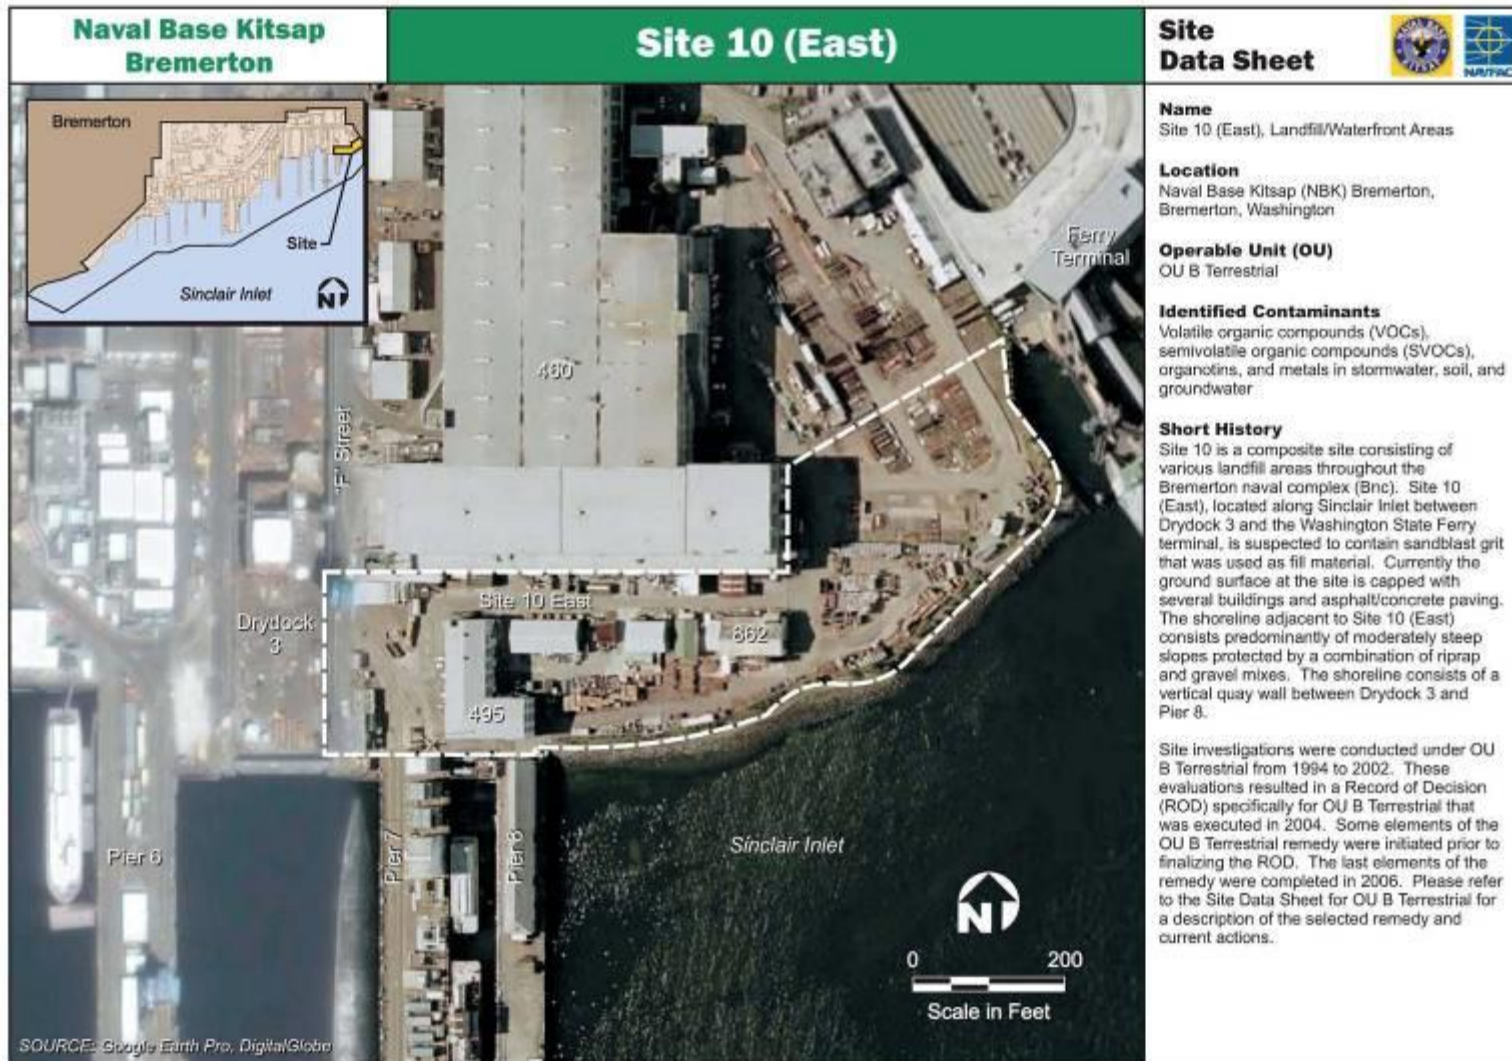 Naval Base Kitsap
Bremerton
Site 10 (East)
Site
Data Sheet
NAVAL BASE
KITSAP
NAVFAC
Bremerton
Site
Sinclair Inlet
N
Ferry
Terminal
460
"F" Street
Site 10 East
Drydock
3
862
495
Pier 6
Pier 7
Pier 8
Sinclair Inlet
N
0 200
Scale in Feet
SOURCE: Google Earth Pro, DigitalGlobe
Name
Site 10 (East), Landfill/Waterfront Areas
Location
Naval Base Kitsap (NBK) Bremerton,
Bremerton, Washington
Operable Unit (OU)
OU B Terrestrial
Identified Contaminants
Volatile organic compounds (VOCs),
semivolatile organic compounds (SVOCs),
organotins, and metals in stormwater, soil, and
groundwater
Short History
Site 10 is a composite site consisting of
various landfill areas throughout the
Bremerton naval complex (Bnc). Site 10
(East), located along Sinclair Inlet between
Drydock 3 and the Washington State Ferry
terminal, is suspected to contain sandblast grit
that was used as fill material. Currently the
ground surface at the site is capped with
several buildings and asphalt/concrete paving.
The shoreline adjacent to Site 10 (East)
consists predominantly of moderately steep
slopes protected by a combination of riprap
and gravel mixes. The shoreline consists of a
vertical quay wall between Drydock 3 and
Pier 8.
Site investigations were conducted under OU
B Terrestrial from 1994 to 2002. These
evaluations resulted in a Record of Decision
(ROD) specifically for OU B Terrestrial that
was executed in 2004. Some elements of the
OU B Terrestrial remedy were initiated prior to
finalizing the ROD. The last elements of the
remedy were completed in 2006. Please refer
to the Site Data Sheet for OU B Terrestrial for
a description of the selected remedy and
current actions.